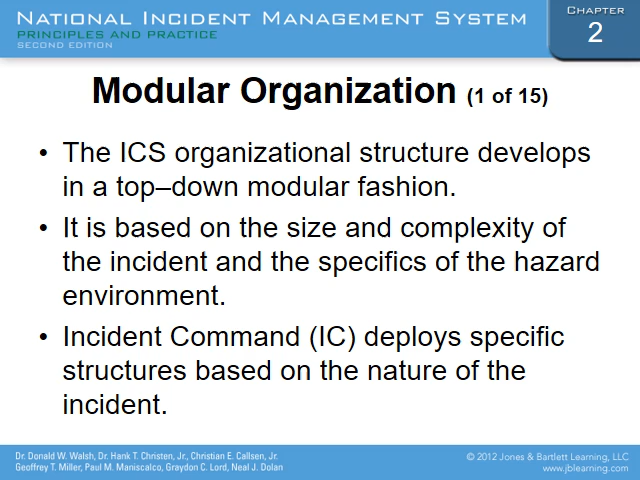 NATIONAL INCIDENT MANAGEMENT SYSTEM
PRINCIPLES AND PRACTICE
SECOND EDITION
CHAPTER
2
Modular Organization (1 of 15)
• The ICS organizational structure develops
in a top–down modular fashion.
• It is based on the size and complexity of
the incident and the specifics of the hazard
environment.
• Incident Command (IC) deploys specific
structures based on the nature of the
incident.
Dr. Donald W. Walsh, Dr. Hank T. Christen, Jr., Christian E. Callsen, Jr.
Geoffrey T. Miller, Paul M. Maniscalco, Graydon C. Lord, Neal J. Dolan
© 2012 Jones & Bartlett Learning, LLC
www.jblearning.com